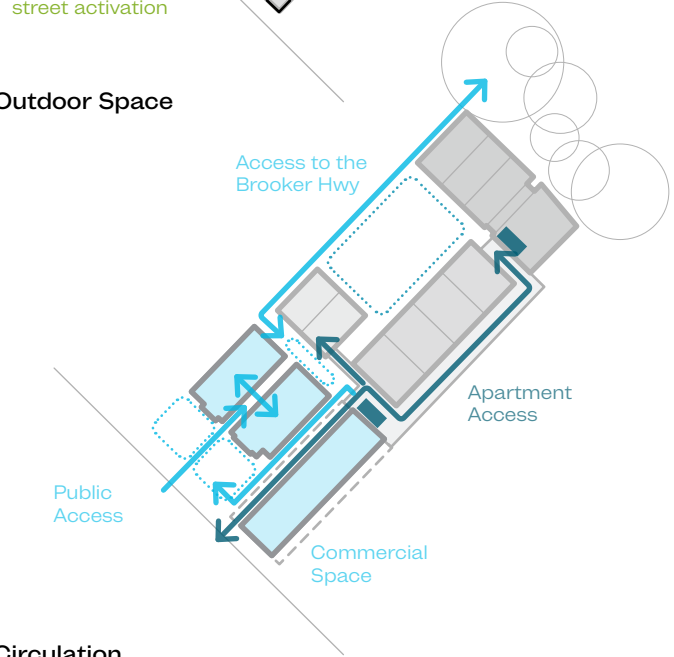 street activation
Outdoor Space
Access to the
Brooker Hwy
Apartment
Access
Public
Access
Commercial
Space
Circulation